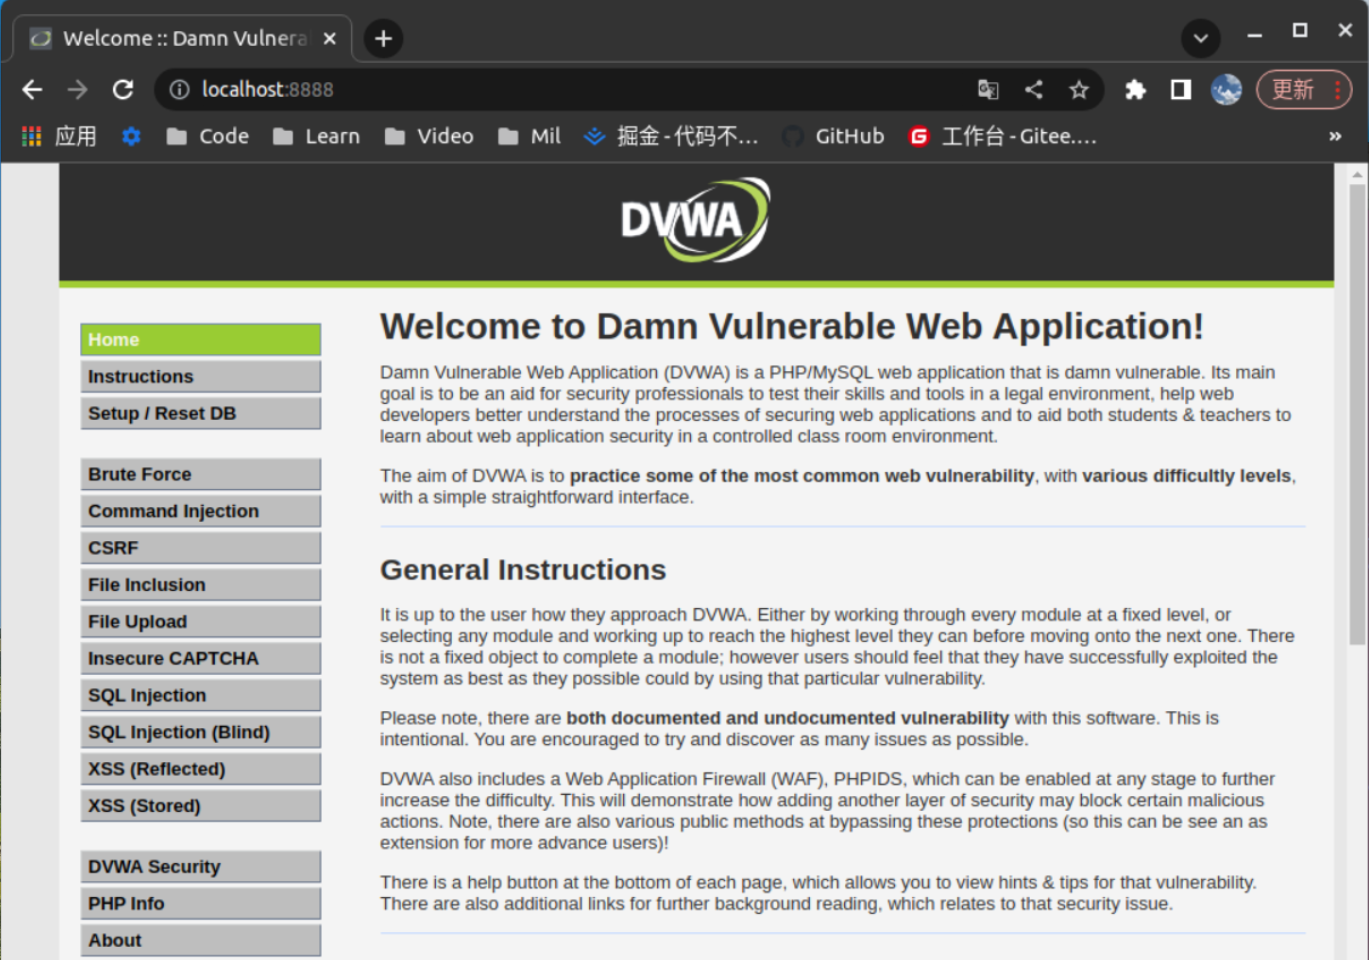 Welcome :: Damn Vulnera
localhost:8888
更新
应用
Code
Learn
Video
Mil
掘金 - 代码不...
GitHub
工作台 - Gitee....
»
DVWA
Home
Instructions
Setup / Reset DB
Brute Force
Command Injection
CSRF
File Inclusion
File Upload
Insecure CAPTCHA
SQL Injection
SQL Injection (Blind)
XSS (Reflected)
XSS (Stored)
DVWA Security
PHP Info
About
Welcome to Damn Vulnerable Web Application!
Damn Vulnerable Web Application (DVWA) is a PHP/MySQL web application that is damn vulnerable. Its main
goal is to be an aid for security professionals to test their skills and tools in a legal environment, help web
developers better understand the processes of securing web applications and to aid both students & teachers to
learn about web application security in a controlled class room environment.
The aim of DVWA is to practice some of the most common web vulnerability, with various difficultly levels,
with a simple straightforward interface.
General Instructions
It is up to the user how they approach DVWA. Either by working through every module at a fixed level, or
selecting any module and working up to reach the highest level they can before moving onto the next one. There
is not a fixed object to complete a module; however users should feel that they have successfully exploited the
system as best as they possible could by using that particular vulnerability.
Please note, there are both documented and undocumented vulnerability with this software. This is
intentional. You are encouraged to try and discover as many issues as possible.
DVWA also includes a Web Application Firewall (WAF), PHPIDS, which can be enabled at any stage to further
increase the difficulty. This will demonstrate how adding another layer of security may block certain malicious
actions. Note, there are also various public methods at bypassing these protections (so this can be see an as
extension for more advance users)!
There is a help button at the bottom of each page, which allows you to view hints & tips for that vulnerability.
There are also additional links for further background reading, which relates to that security issue.